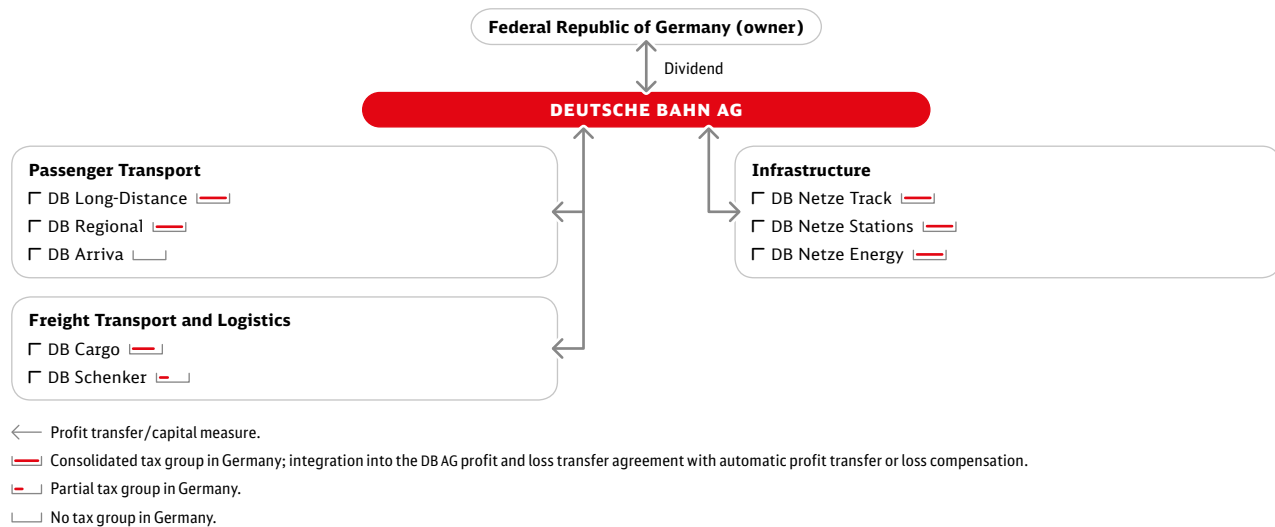 Federal Republic of Germany (owner)
Dividend
DEUTSCHE BAHN AG
Passenger Transport
DB Long-Distance
DB Regional
DB Arriva
Freight Transport and Logistics
DB Cargo
DB Schenker
Infrastructure
DB Netze Track
DB Netze Stations
DB Netze Energy
Profit transfer/capital measure.
Consolidated tax group in Germany; integration into the DB AG profit and loss transfer agreement with automatic profit transfer or loss compensation.
Partial tax group in Germany.
No tax group in Germany.